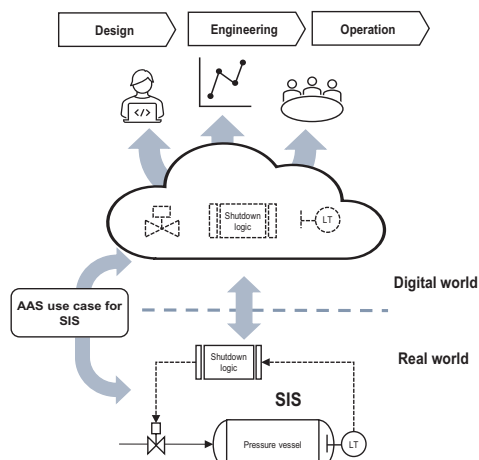 Design
Engineering
Operation
</>
Shutdown
logic
LT
Digital world
AAS use case for
SIS
Real world
Shutdown
logic
SIS
Pressure vessel
LT